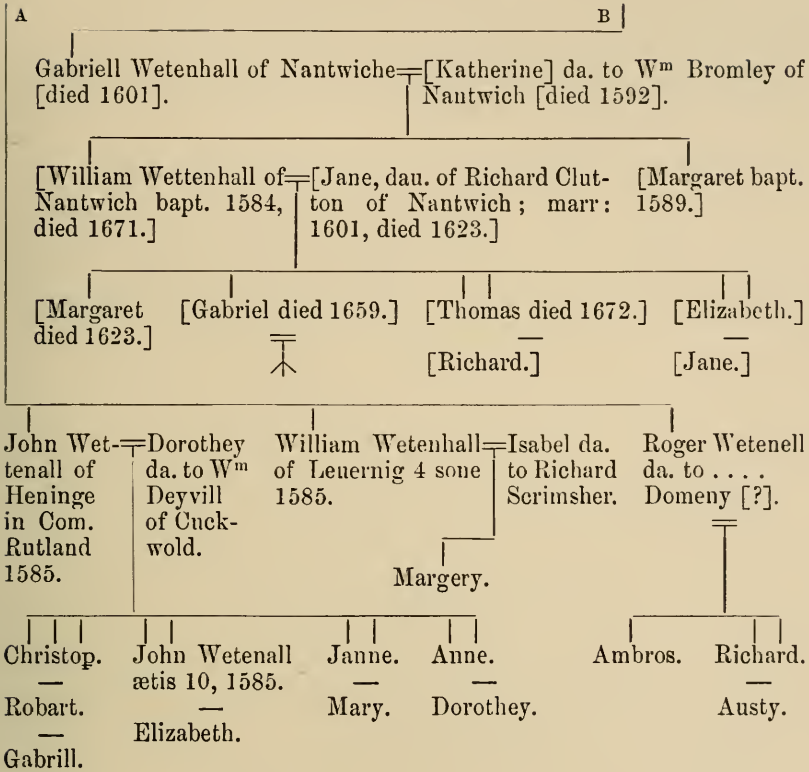 A B
Gabriell Wetenhall of Nantwiche [Katherine] da. to Wᵐ Bromley of
[died 1601]. Nantwich [died 1592].
[William Wettenhall of [Jane, dau. of Richard Clut- [Margaret bapt.
Nantwich bapt. 1584, ton of Nantwich; marr: 1589.]
died 1671.] 1601, died 1623.]
[Margaret [Gabriel died 1659.] [Thomas died 1672.] [Elizabeth.]
died 1623.] — —
[Richard.] [Jane.]
John Wet- Dorothey William Wetenhall Isabel da. Roger Wetenell
tenall of da. to Wᵐ of Leuernig 4 sone to Richard da. to . . . .
Heninge Deyvill 1585. Scrimsher. Domeny [?].
in Com. of Cuck-
Rutland wold.
1585. Margery.
Christop. John Wetenall Janne. Anne. Ambros. Richard.
— ætis 10, 1585. — — —
Robart. — Mary. Dorothey. Austy.
— Elizabeth.
Gabrill.